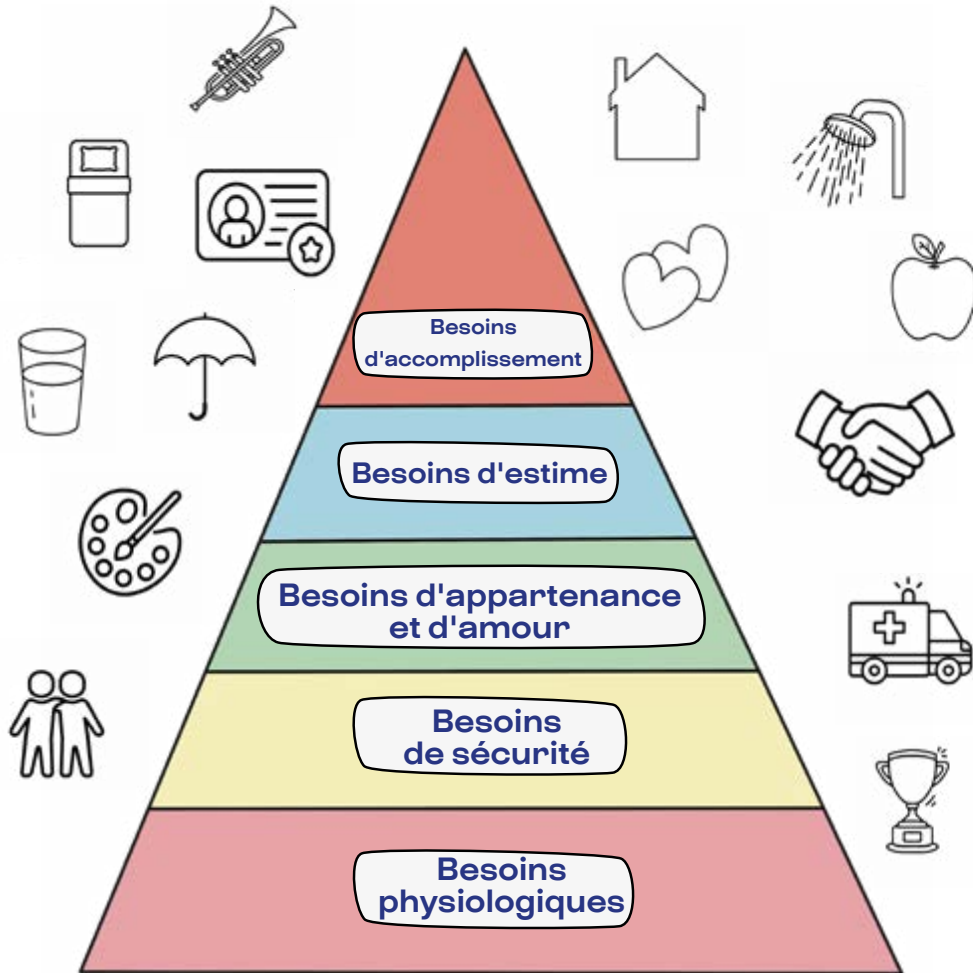 Besoins
d'accomplissement
Besoins d'estime
Besoins d'appartenance
et d'amour
Besoins
de sécurité
Besoins
physiologiques